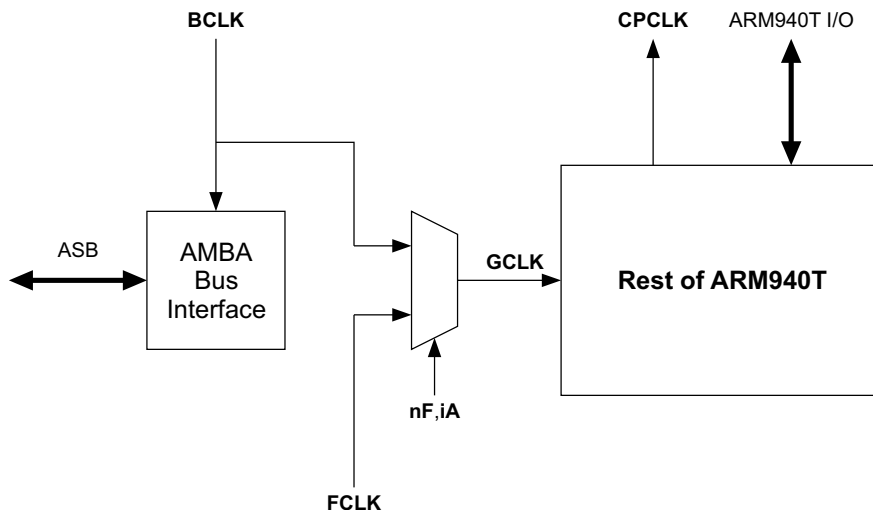 BCLK
CPCLK
ARM940T I/O
ASB
AMBA
Bus
Interface
GCLK
Rest of ARM940T
nF,iA
FCLK